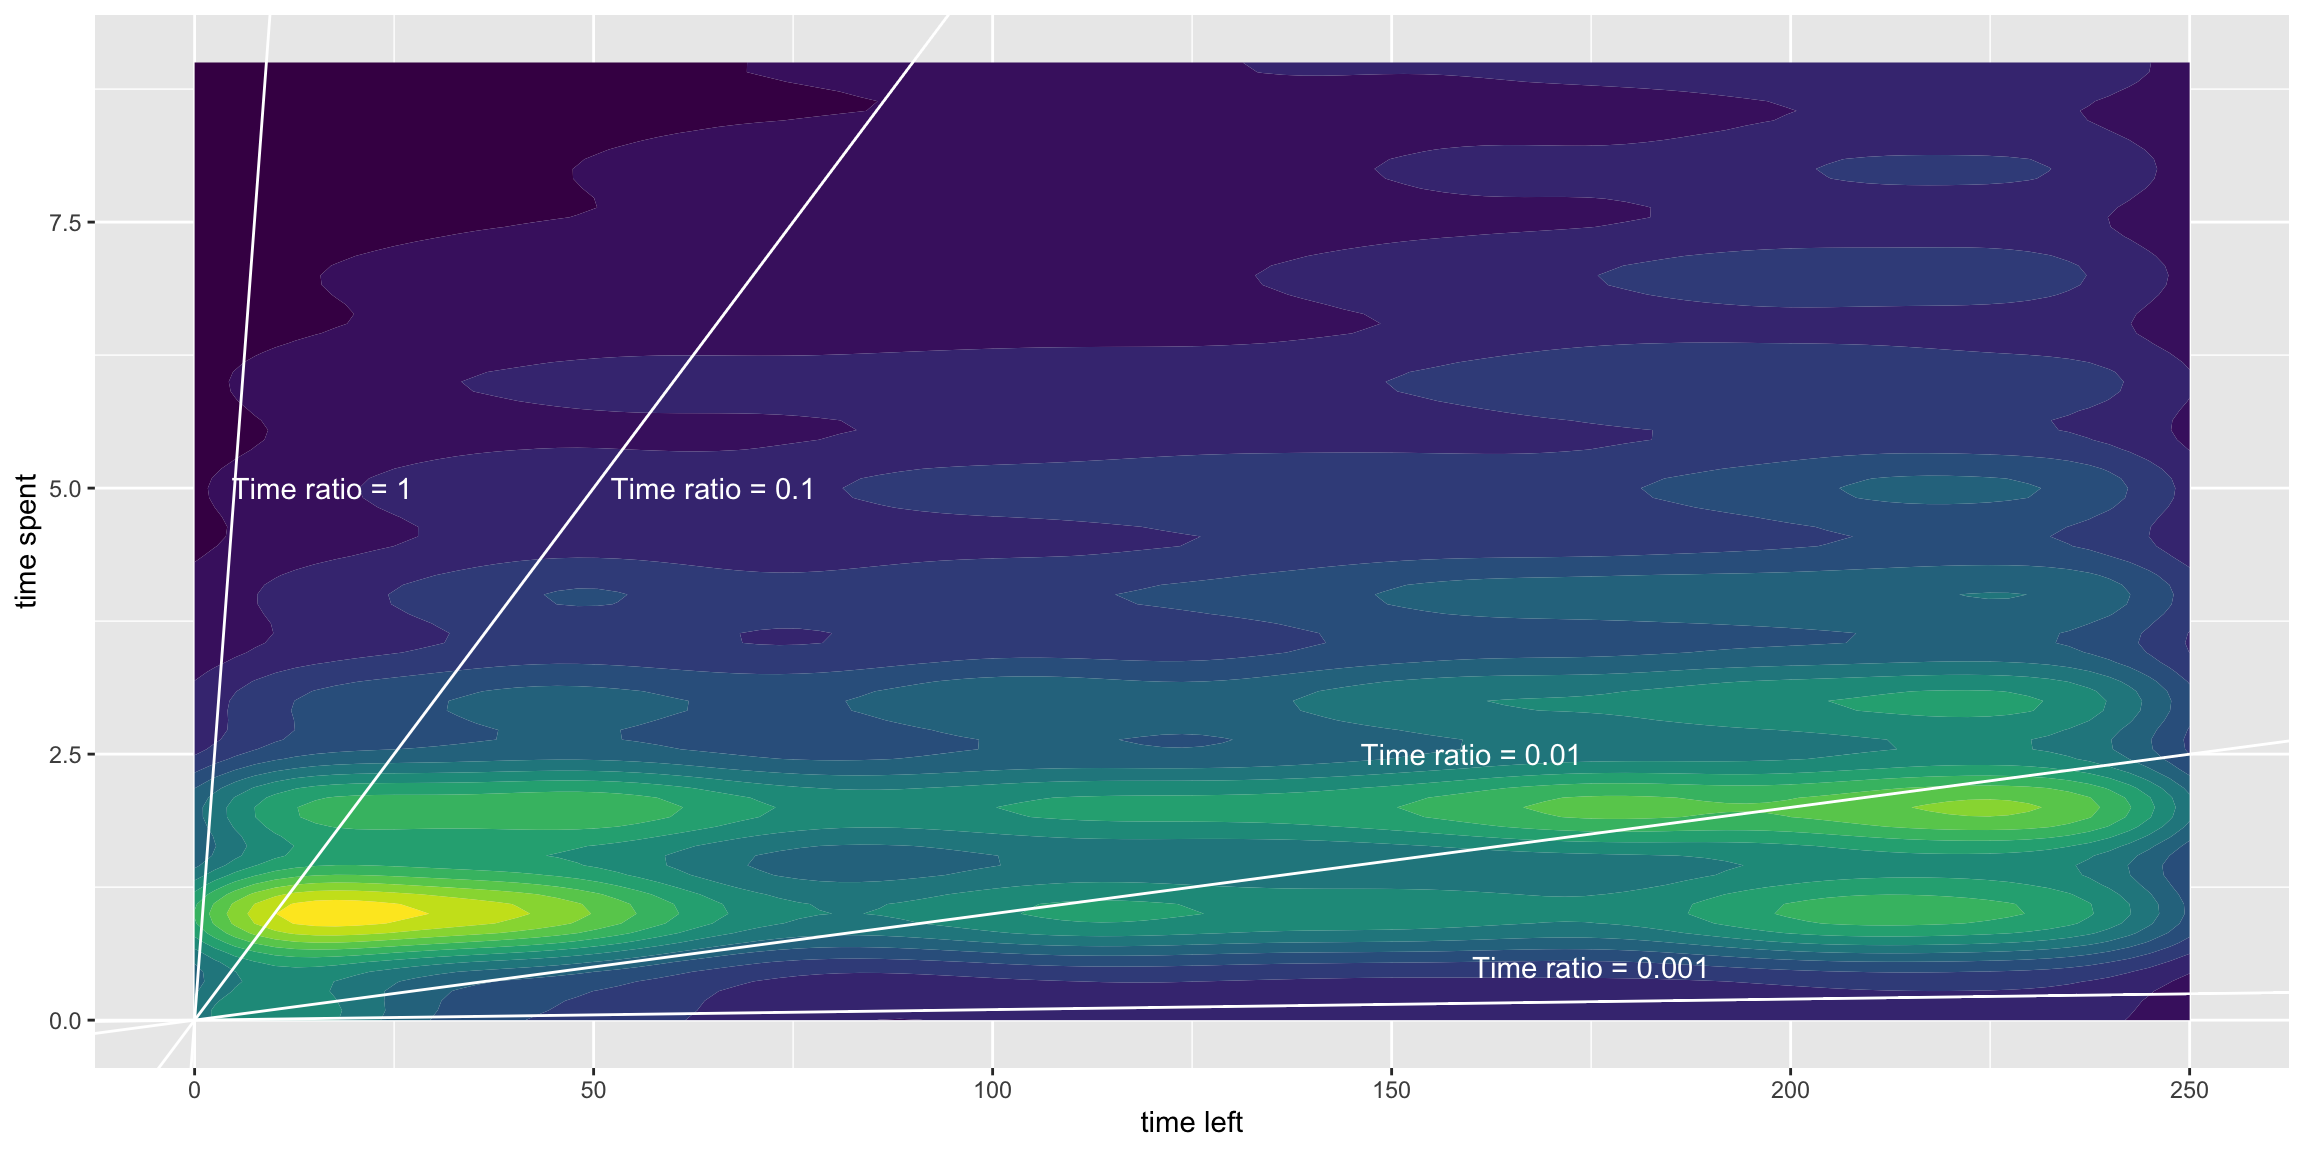 7.5
5.0
2.5
0.0
time spent
Time ratio = 1
Time ratio = 0.1
Time ratio = 0.01
Time ratio = 0.001
0
50
100
150
200
250
time left